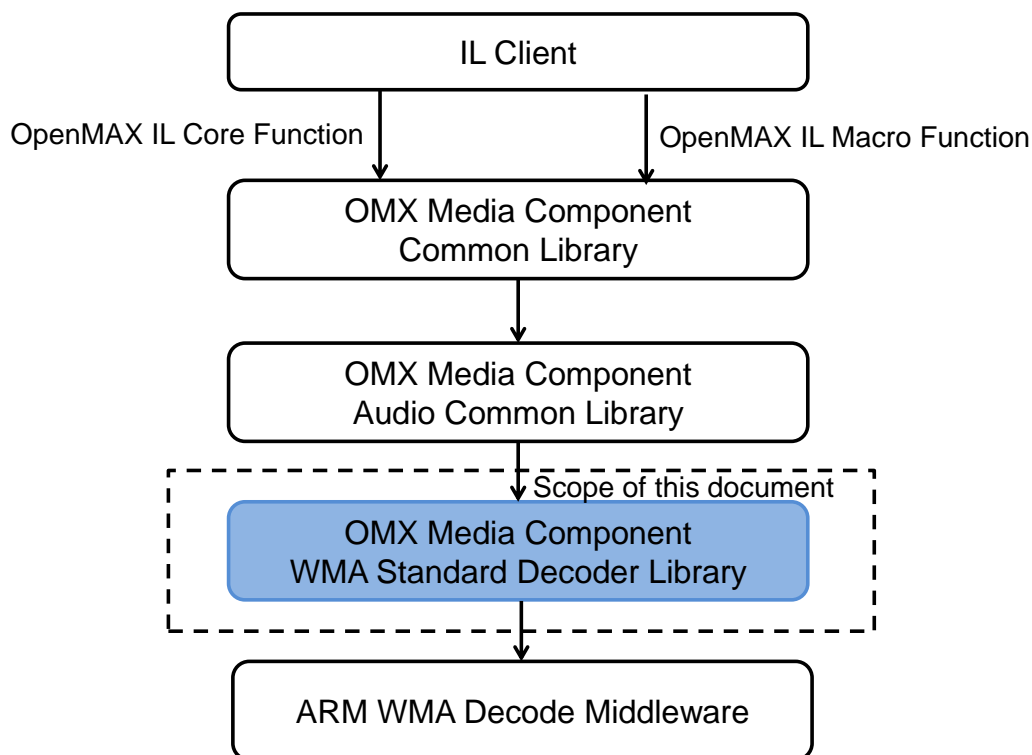 IL Client
OpenMAX IL Core Function
OpenMAX IL Macro Function
OMX Media Component
Common Library
OMX Media Component
Audio Common Library
Scope of this document
OMX Media Component
WMA Standard Decoder Library
ARM WMA Decode Middleware